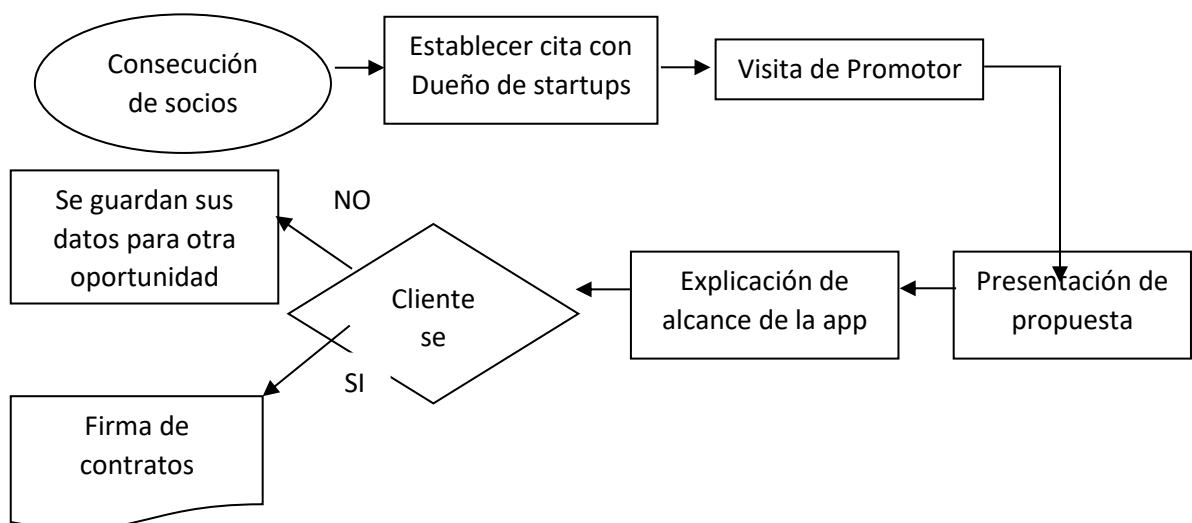 Consecución
de socios
Establecer cita con
Dueño de startups
Visita de Promotor
Presentación de
propuesta
Explicación de
alcance de la app
Cliente
se
NO
Se guardan sus
datos para otra
oportunidad
SI
Firma de
contratos